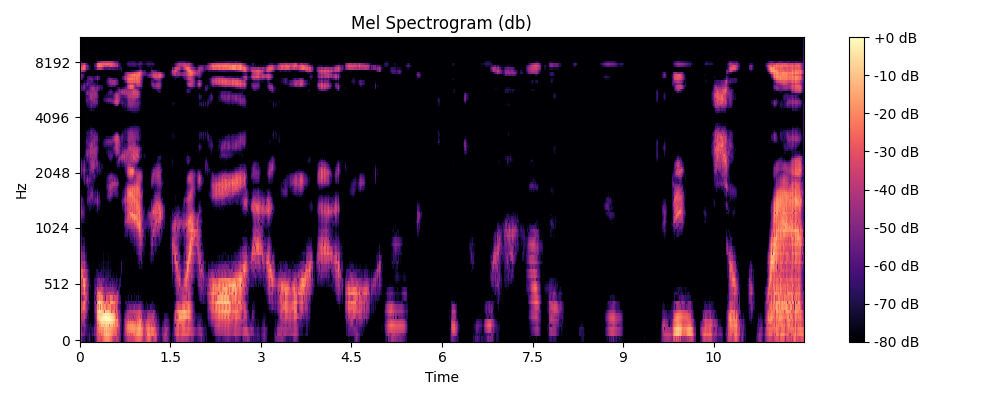 Mel Spectrogram (db)
8192
4096
2048
1024
512
0
Hz
0 1.5 3 4.5 6 7.5 9 10
Time
+0 dB
-10 dB
-20 dB
-30 dB
-40 dB
-50 dB
-60 dB
-70 dB
-80 dB